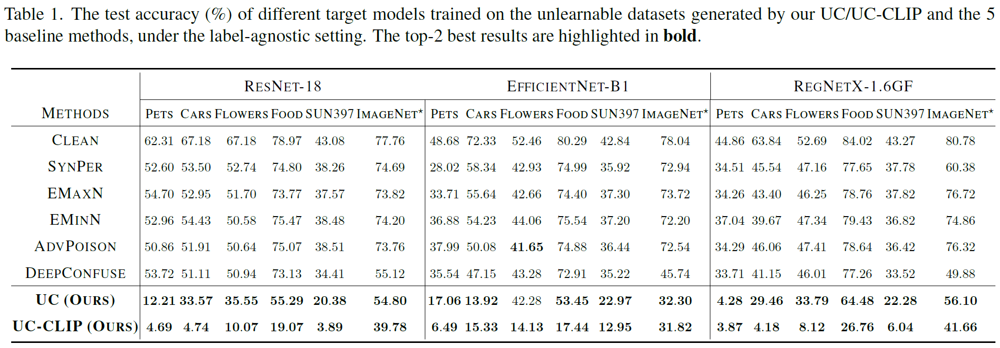 Table 1. The test accuracy (%) of different target models trained on the unlearnable datasets generated by our UC/UC-CLIP and the 5
baseline methods, under the label-agnostic setting. The top-2 best results are highlighted in bold.
RESNET-18 EFFICIENTNET-B1 REGNETX-1.6GF
METHODS PETS CARS FLOWERS FOOD SUN397 IMAGENET* PETS CARS FLOWERS FOOD SUN397 IMAGENET* PETS CARS FLOWERS FOOD SUN397 IMAGENET*
CLEAN 62.31 67.18 67.18 78.97 43.08 77.76 48.68 72.33 52.46 80.29 42.84 78.04 44.86 63.84 52.69 84.02 43.27 80.78
SYNPER 52.60 53.50 52.74 74.80 38.26 74.69 28.02 58.34 42.93 74.99 35.92 72.94 34.51 45.54 47.16 77.65 37.78 60.38
EMAXN 54.70 52.95 51.70 73.77 37.57 73.82 33.71 55.64 42.66 74.40 37.30 73.72 34.26 43.40 46.25 78.76 37.82 76.72
EMINN 52.96 54.43 50.58 75.47 38.48 74.20 36.88 54.23 44.06 75.54 37.20 72.20 37.04 39.67 47.34 79.43 36.82 74.86
ADVPOISON 50.86 51.91 50.64 75.07 38.51 73.76 37.99 50.08 41.65 74.88 36.44 72.54 34.29 46.06 47.41 78.64 36.42 76.32
DEEPCONFUSE 53.72 51.11 50.94 73.13 34.41 55.12 35.54 47.15 43.28 72.91 35.22 45.74 33.71 41.15 46.01 77.26 33.52 49.88
UC (OURS) 12.21 33.57 35.55 55.29 20.38 54.80 17.06 13.92 42.28 53.45 22.97 32.30 4.28 29.46 33.79 64.48 22.28 56.10
UC-CLIP (OURS) 4.69 4.74 10.07 19.07 3.89 39.78 6.49 15.33 14.13 17.44 12.95 31.82 3.87 4.18 8.12 26.76 6.04 41.66